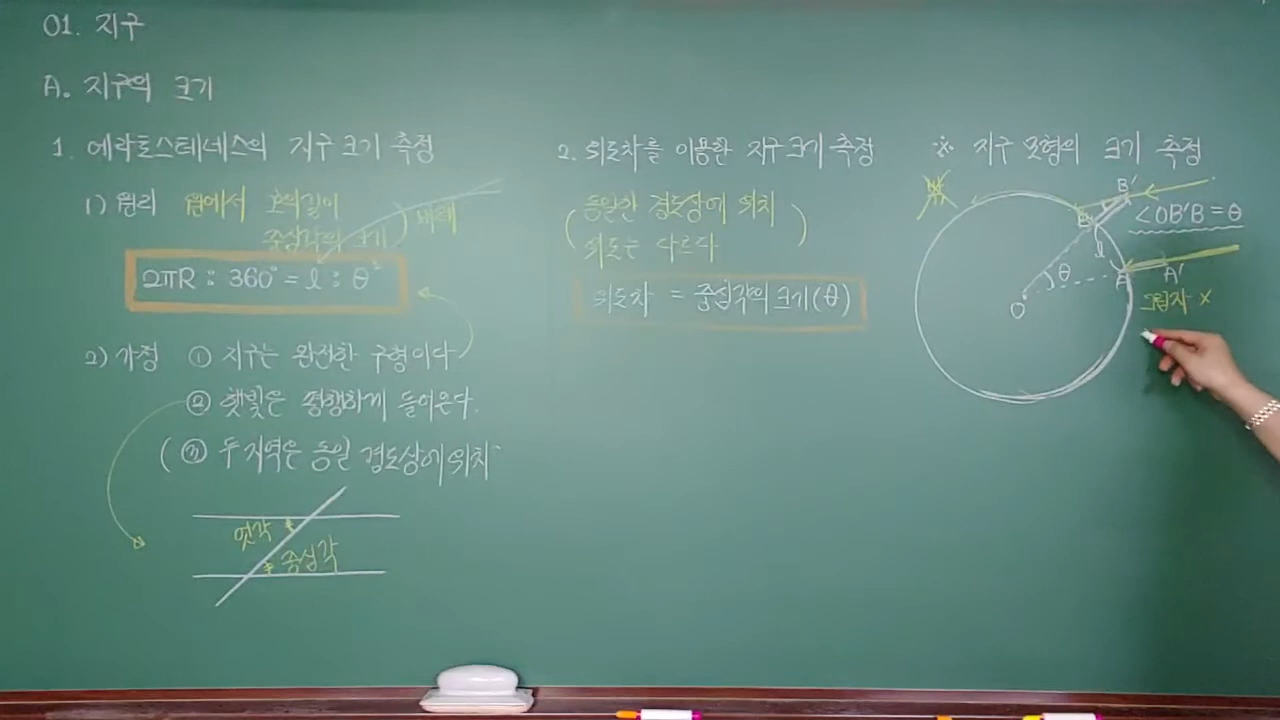 01. 지구
A. 지구의 크기
1. 에라토스테네스의 지구 크기 측정
1) 원리 원에서 호의길이
중심각의 크기 비례
2πR : 360° = l : θ°
2) 가정 ① 지구는 완전한 구형이다
② 햇빛은 평행하게 들어온다.
(③ 두 지역은 동일 경도상에 위치
엇각
중심각
2. 위도차를 이용한 지구크기 측정
(동일한 경도상에 위치
위도는 다르다)
위도차 = 중심각의크기(θ)
※ 지구 모형의 크기 측정
B'
B
∠OB'B = θ
l
θ
A
A'
O
그림자 X